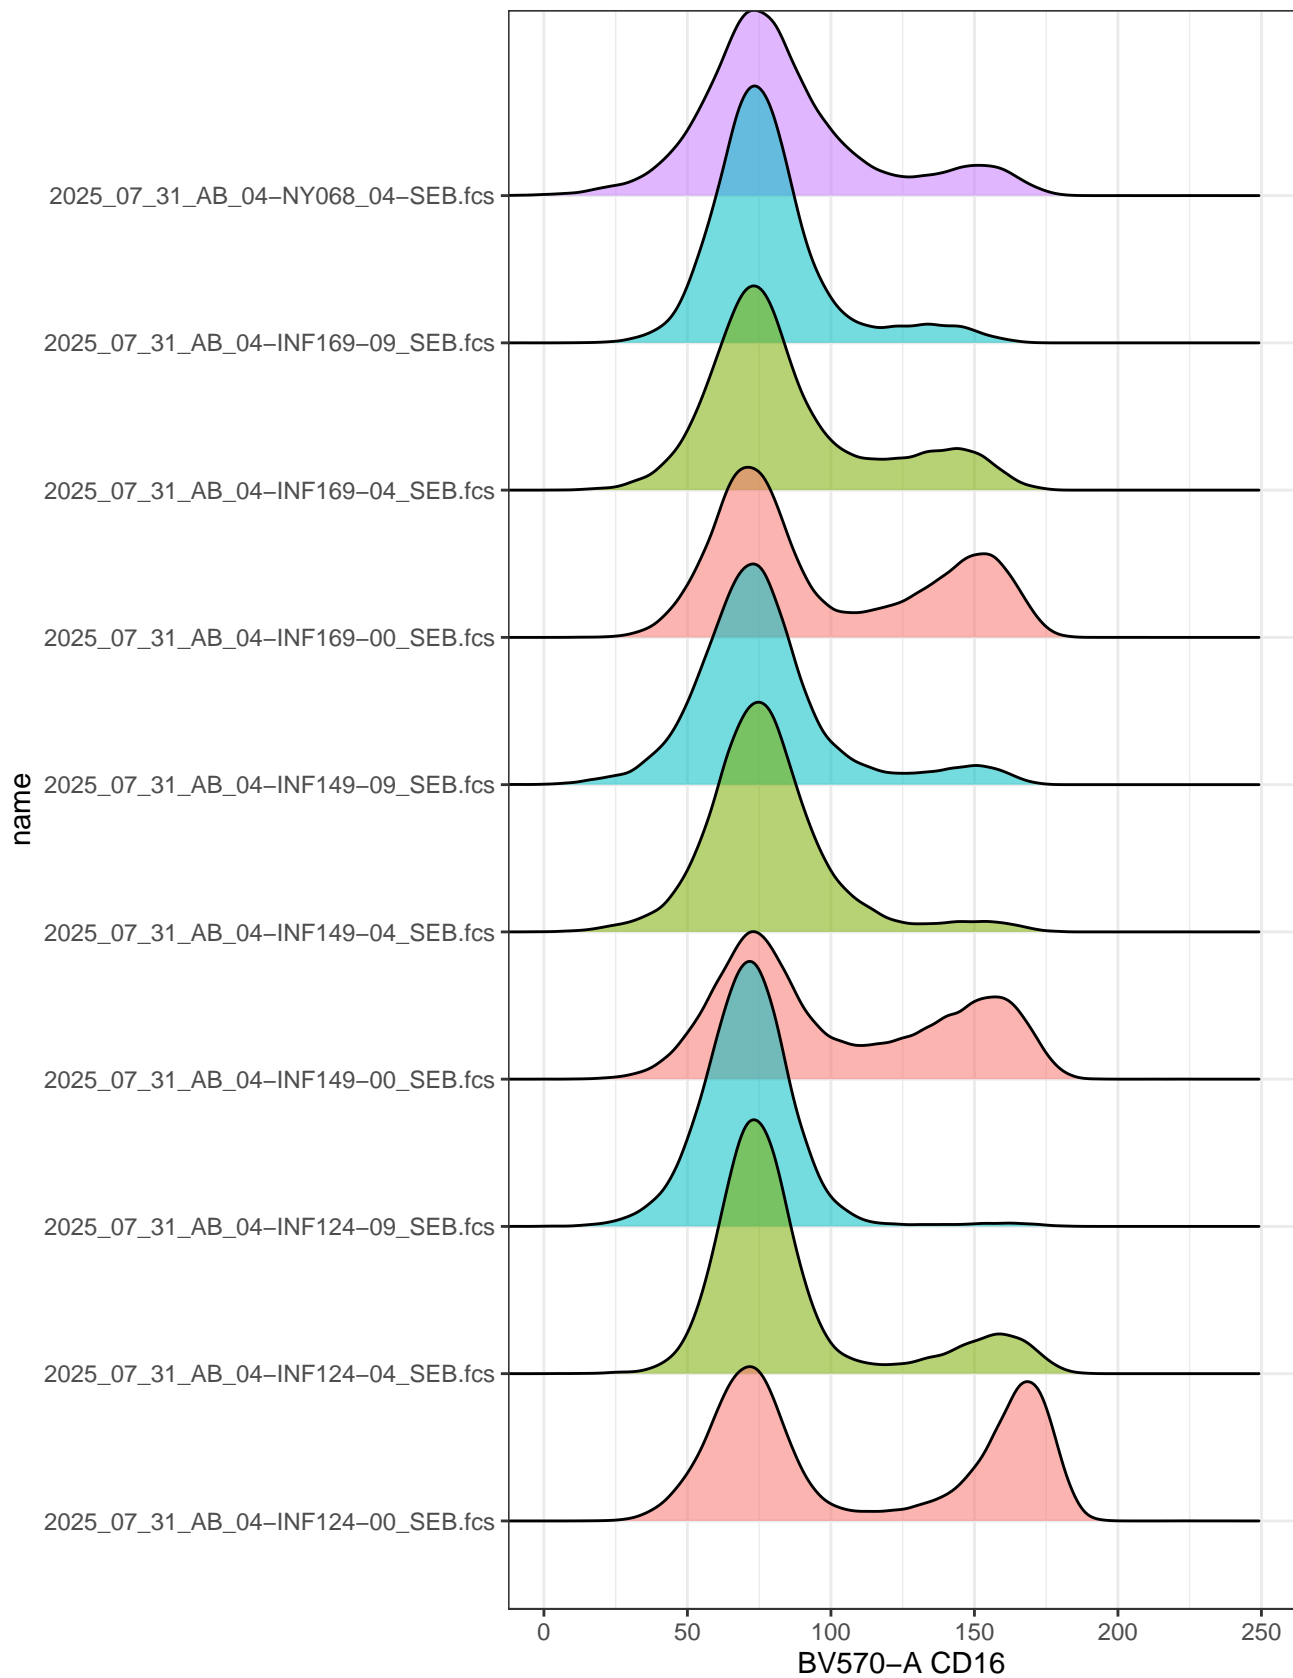 name
2025_07_31_AB_04−NY068_04−SEB.fcs
2025_07_31_AB_04−INF169−09_SEB.fcs
2025_07_31_AB_04−INF169−04_SEB.fcs
2025_07_31_AB_04−INF169−00_SEB.fcs
2025_07_31_AB_04−INF149−09_SEB.fcs
2025_07_31_AB_04−INF149−04_SEB.fcs
2025_07_31_AB_04−INF149−00_SEB.fcs
2025_07_31_AB_04−INF124−09_SEB.fcs
2025_07_31_AB_04−INF124−04_SEB.fcs
2025_07_31_AB_04−INF124−00_SEB.fcs
0 50 100 150 200 250
BV570−A CD16